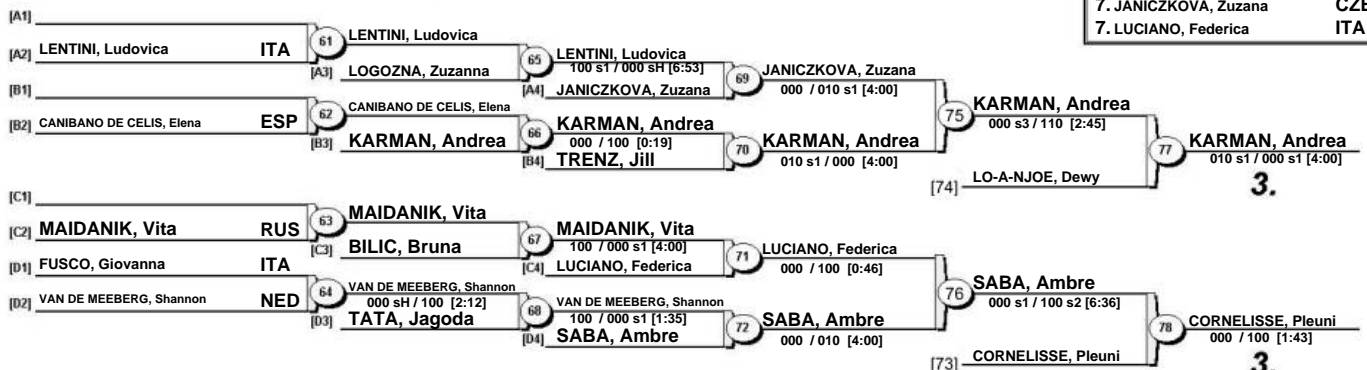 7. JANICZKOVA, Zuzana CZE
7. LUCIANO, Federica ITA
[A1]
[A2] LENTINI, Ludovica ITA
61 LENTINI, Ludovica
[A3] LOGOZNA, Zuzanna
65 LENTINI, Ludovica
100 s1 / 000 sH [6:53]
[A4] JANICZKOVA, Zuzana
69 JANICZKOVA, Zuzana
000 / 010 s1 [4:00]
[B1]
[B2] CANIBANO DE CELIS, Elena ESP
62 CANIBANO DE CELIS, Elena
[B3] KARMAN, Andrea
66 KARMAN, Andrea
000 / 100 [0:19]
[B4] TRENZ, Jill
70 KARMAN, Andrea
010 s1 / 000 [4:00]
75 KARMAN, Andrea
000 s3 / 110 [2:45]
[74] LO-A-NJOE, Dewy
77 KARMAN, Andrea
010 s1 / 000 s1 [4:00]
3.
[C1]
[C2] MAIDANIK, Vita RUS
63 MAIDANIK, Vita
[C3] BILIC, Bruna
67 MAIDANIK, Vita
100 / 000 s1 [4:00]
[C4] LUCIANO, Federica
71 LUCIANO, Federica
000 / 100 [0:46]
[D1] FUSCO, Giovanna ITA
[D2] VAN DE MEEBERG, Shannon NED
64 VAN DE MEEBERG, Shannon
000 sH / 100 [2:12]
[D3] TATA, Jagoda
68 VAN DE MEEBERG, Shannon
100 / 000 s1 [1:35]
[D4] SABA, Ambre
72 SABA, Ambre
000 / 010 [4:00]
76 SABA, Ambre
000 s1 / 100 s2 [6:36]
[73] CORNELISSE, Pleuni
78 CORNELISSE, Pleuni
000 / 100 [1:43]
3.